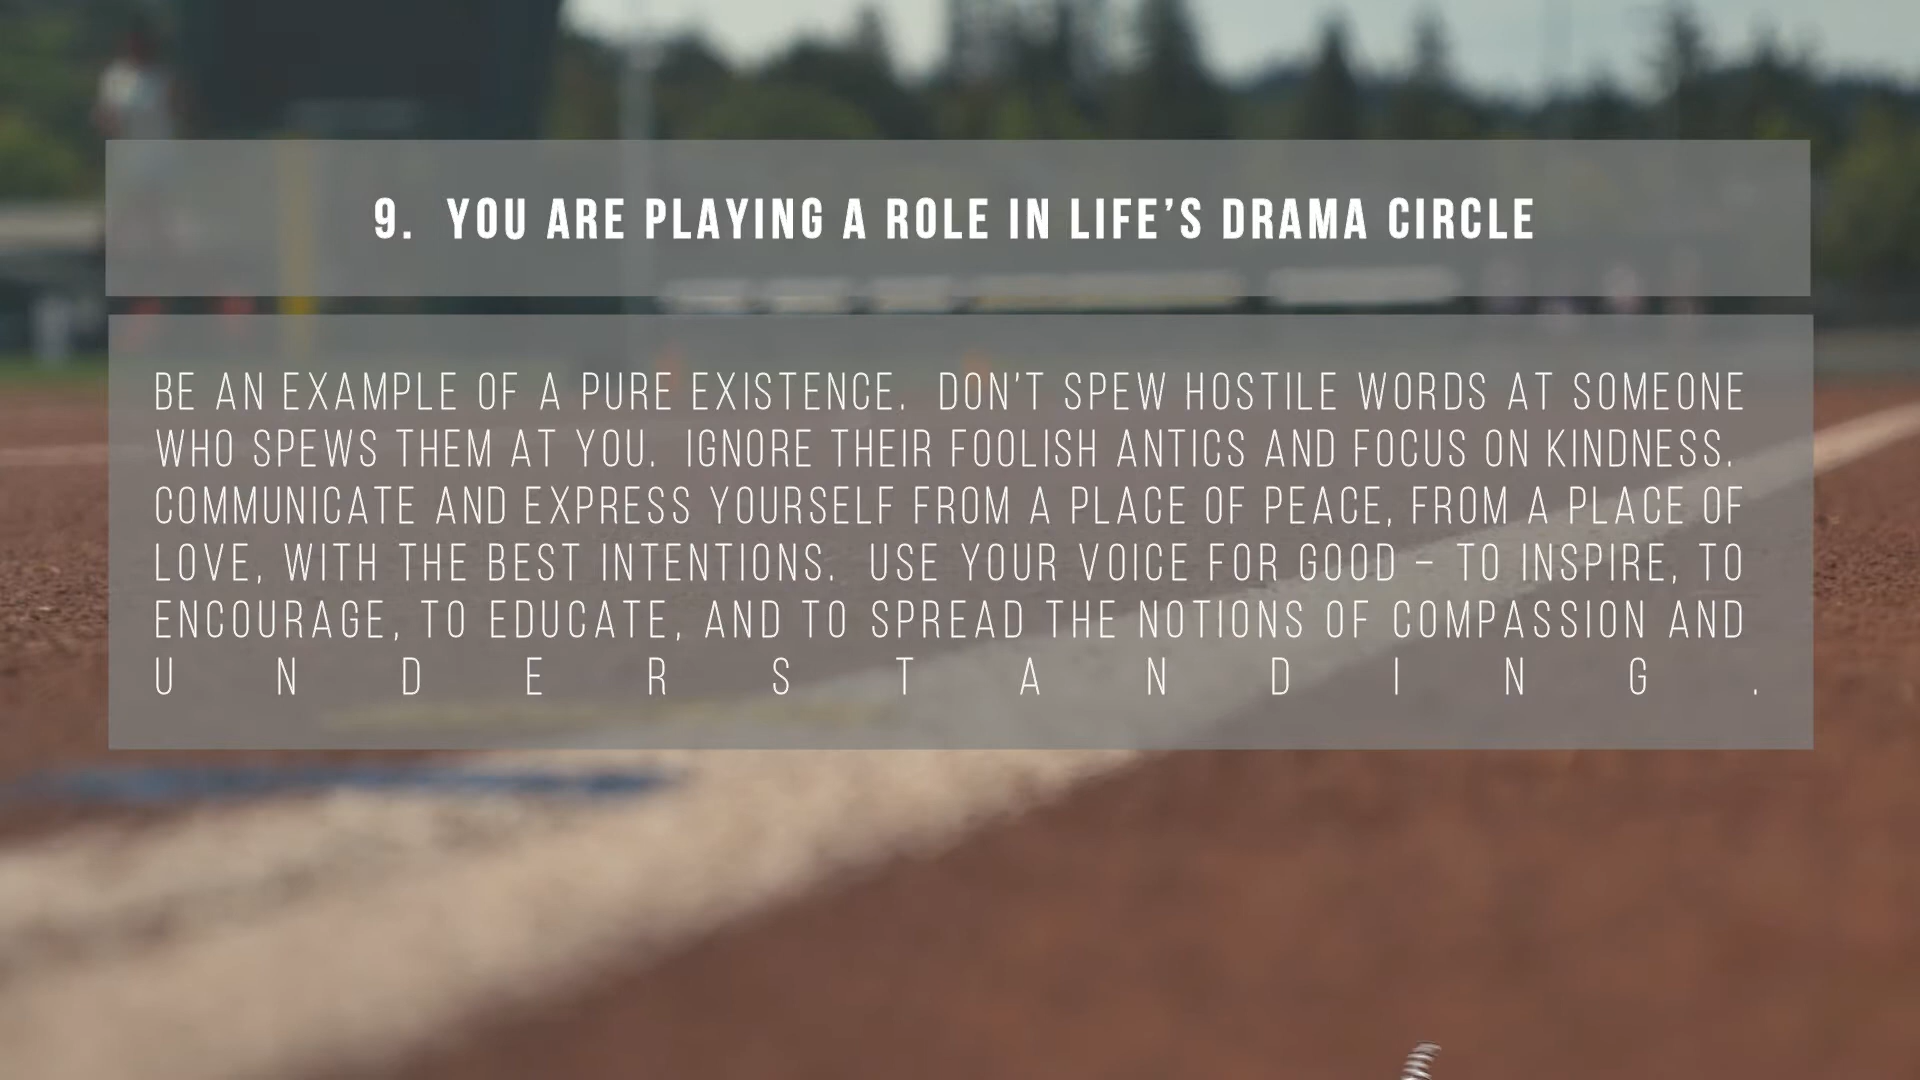 9. YOU ARE PLAYING A ROLE IN LIFE’S DRAMA CIRCLE
BE AN EXAMPLE OF A PURE EXISTENCE. DON’T SPEW HOSTILE WORDS AT SOMEONE
WHO SPEWS THEM AT YOU. IGNORE THEIR FOOLISH ANTICS AND FOCUS ON KINDNESS.
COMMUNICATE AND EXPRESS YOURSELF FROM A PLACE OF PEACE, FROM A PLACE OF
LOVE, WITH THE BEST INTENTIONS. USE YOUR VOICE FOR GOOD – TO INSPIRE, TO
ENCOURAGE, TO EDUCATE, AND TO SPREAD THE NOTIONS OF COMPASSION AND
UNDERSTANDING.